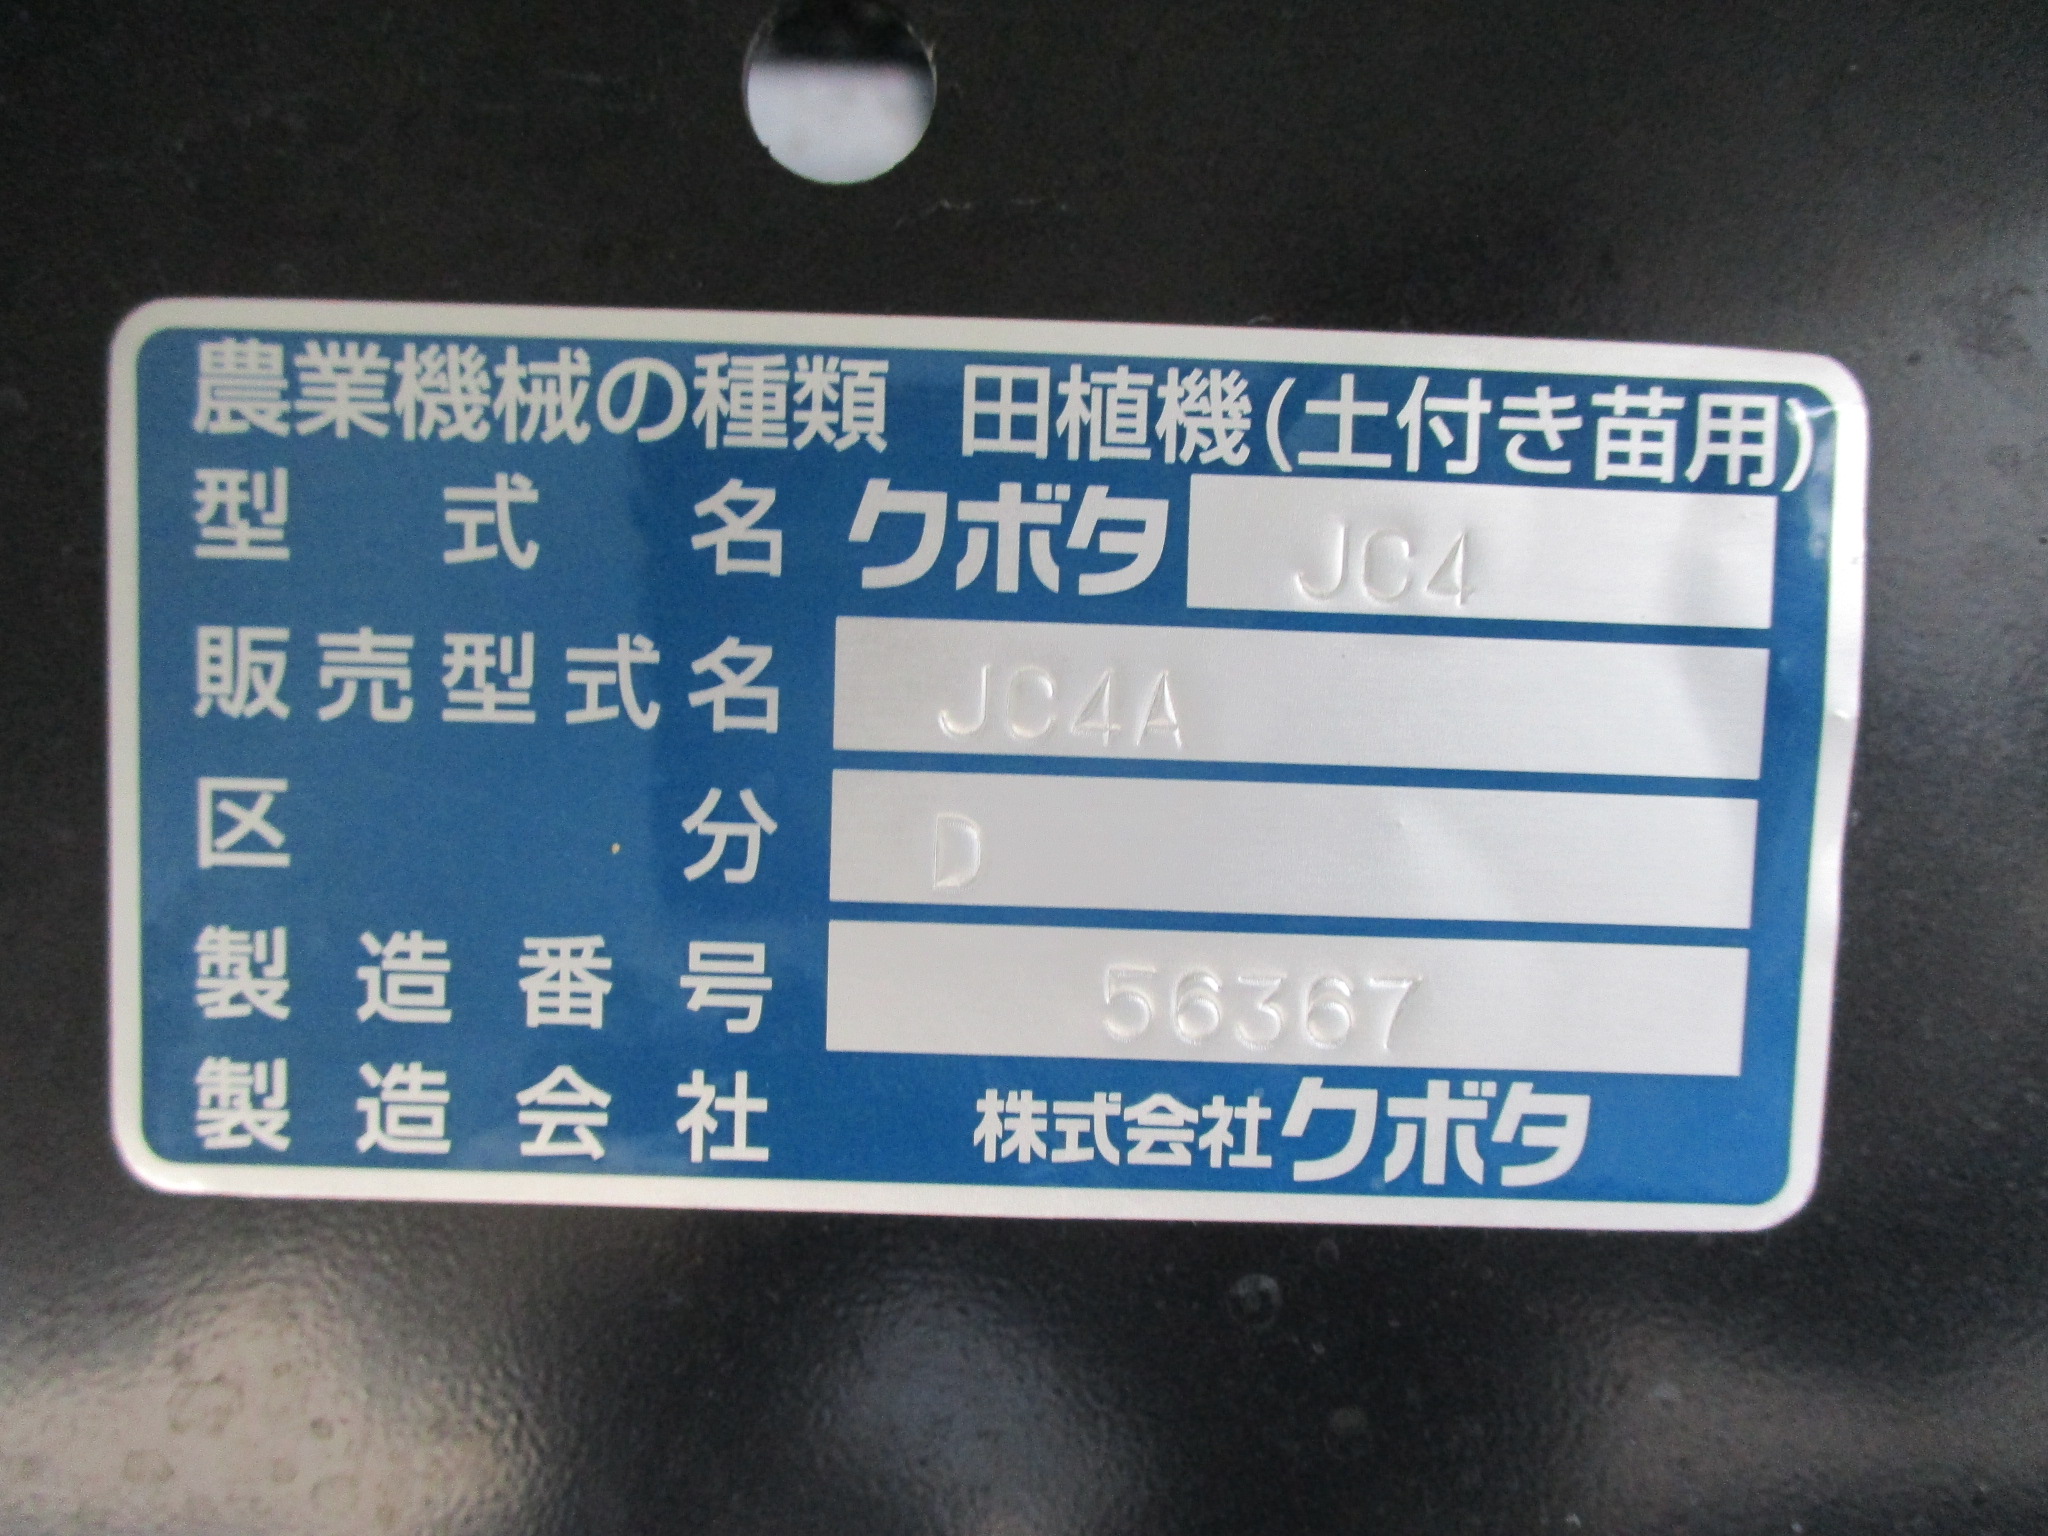 農業機械の種類 田植機(土付き苗用)
型式名 クボタ JC4
販売型式名 JC4A
区分 D
製造番号 56367
製造会社 株式会社クボタ